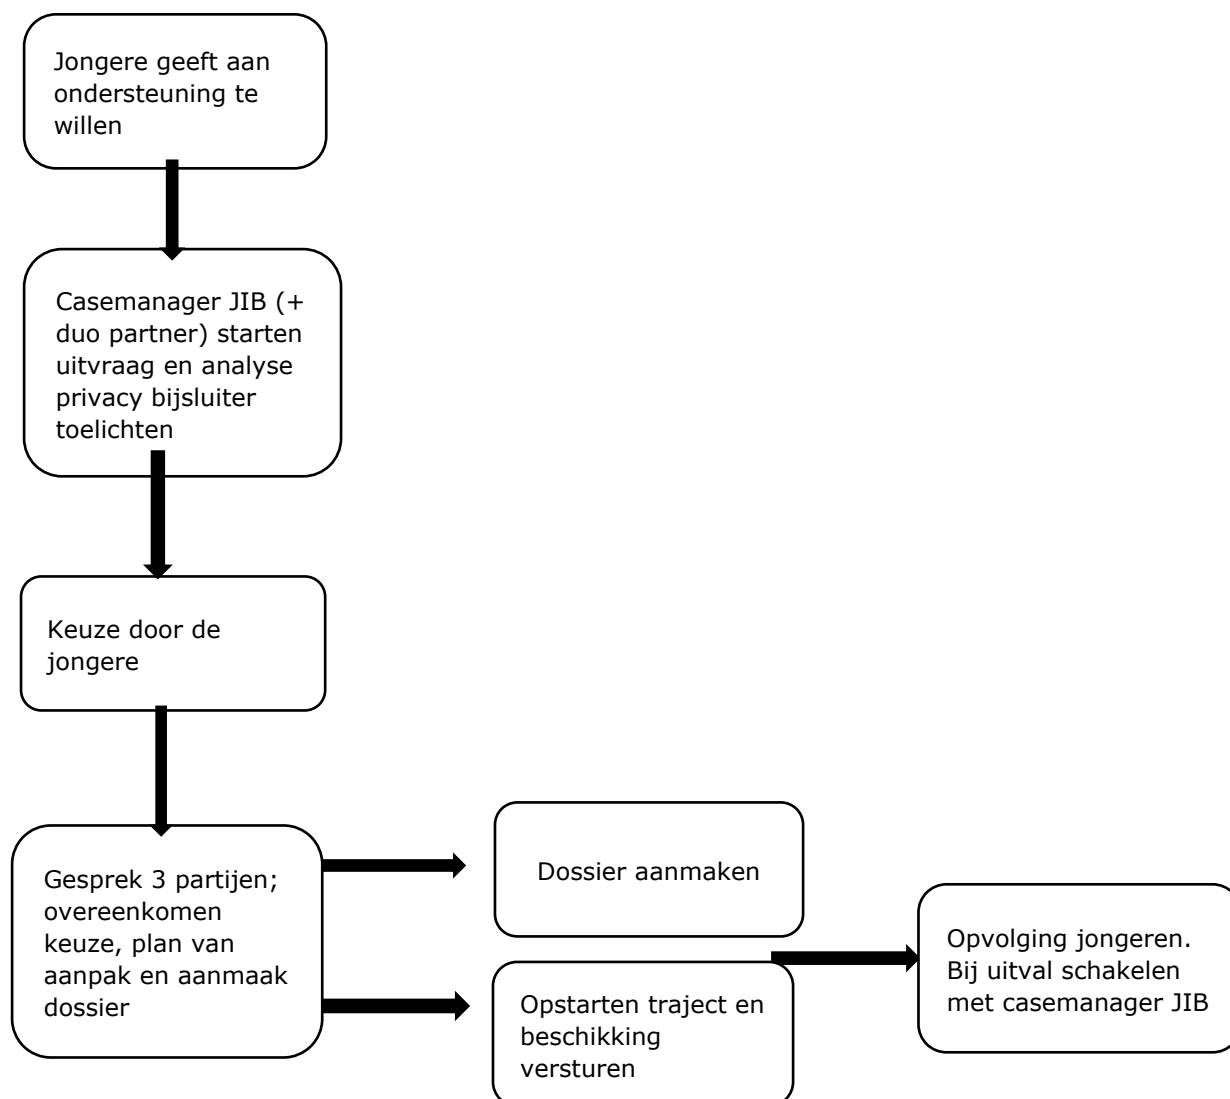 Jongere geeft aan
ondersteuning te
willen
Casemanager JIB (+
duo partner) starten
uitvraag en analyse
privacy bijsluiter
toelichten
Keuze door de
jongere
Gesprek 3 partijen;
overeenkomen
keuze, plan van
aanpak en aanmaak
dossier
Dossier aanmaken
Opstarten traject en
beschikking
versturen
Opvolging jongeren.
Bij uitval schakelen
met casemanager JIB